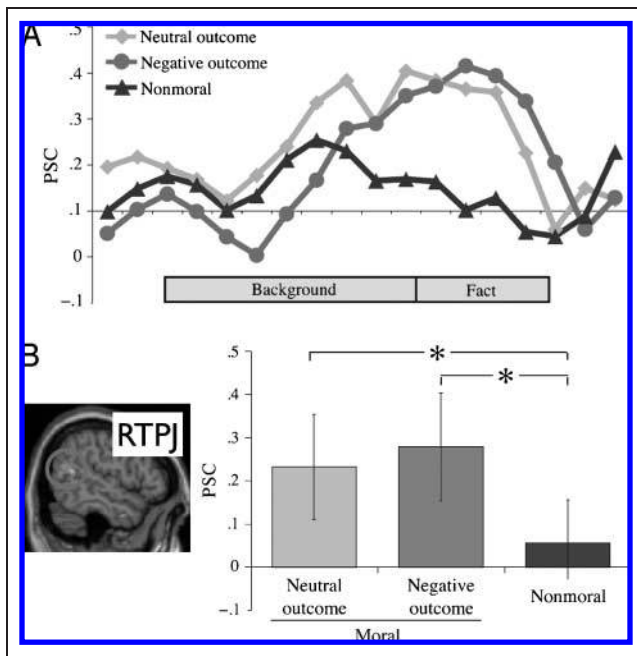 A
Neutral outcome
Negative outcome
Nonmoral
PSC
.5
.4
.3
.2
.1
0
-.1
Background
Fact
B
RTPJ
PSC
.5
.4
.3
.2
.1
0
-.1
*
*
Neutral
outcome
Negative
outcome
Nonmoral
Moral